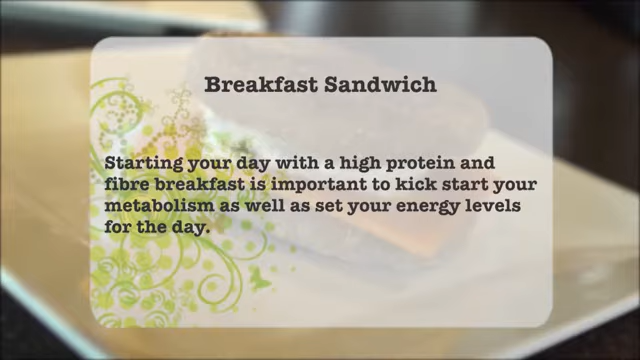 Breakfast Sandwich
Starting your day with a high protein and
fibre breakfast is important to kick start your
metabolism as well as set your energy levels
for the day.